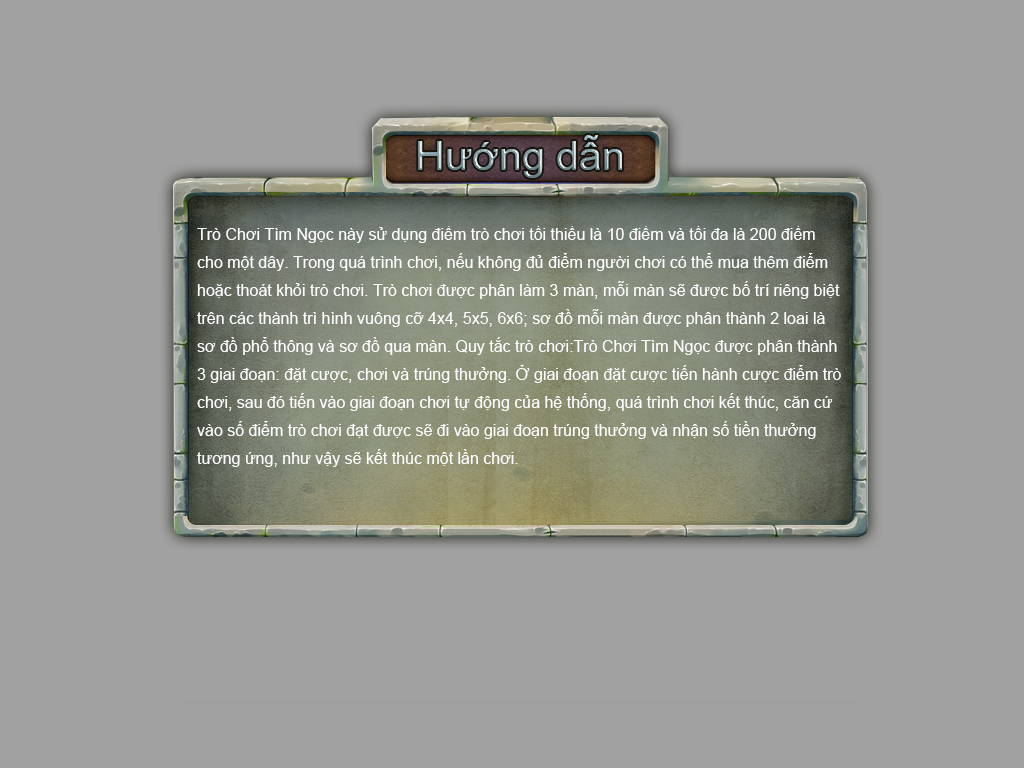 Hướng dẫn
Trò Chơi Tìm Ngọc này sử dụng điểm trò chơi tối thiểu là 10 điểm và tối đa là 200 điểm
cho một dây. Trong quá trình chơi, nếu không đủ điểm người chơi có thể mua thêm điểm
hoặc thoát khỏi trò chơi. Trò chơi được phân làm 3 màn, mỗi màn sẽ được bố trí riêng biệt
trên các thành trì hình vuông cỡ 4x4, 5x5, 6x6; sơ đồ mỗi màn được phân thành 2 loai là
sơ đồ phổ thông và sơ đồ qua màn. Quy tắc trò chơi:Trò Chơi Tìm Ngọc được phân thành
3 giai đoạn: đặt cược, chơi và trúng thưởng. Ở giai đoạn đặt cược tiến hành cược điểm trò
chơi, sau đó tiến vào giai đoạn chơi tự động của hệ thống, quá trình chơi kết thúc, căn cứ
vào số điểm trò chơi đạt được sẽ đi vào giai đoạn trúng thưởng và nhận số tiền thưởng
tương ứng, như vậy sẽ kết thúc một lần chơi.